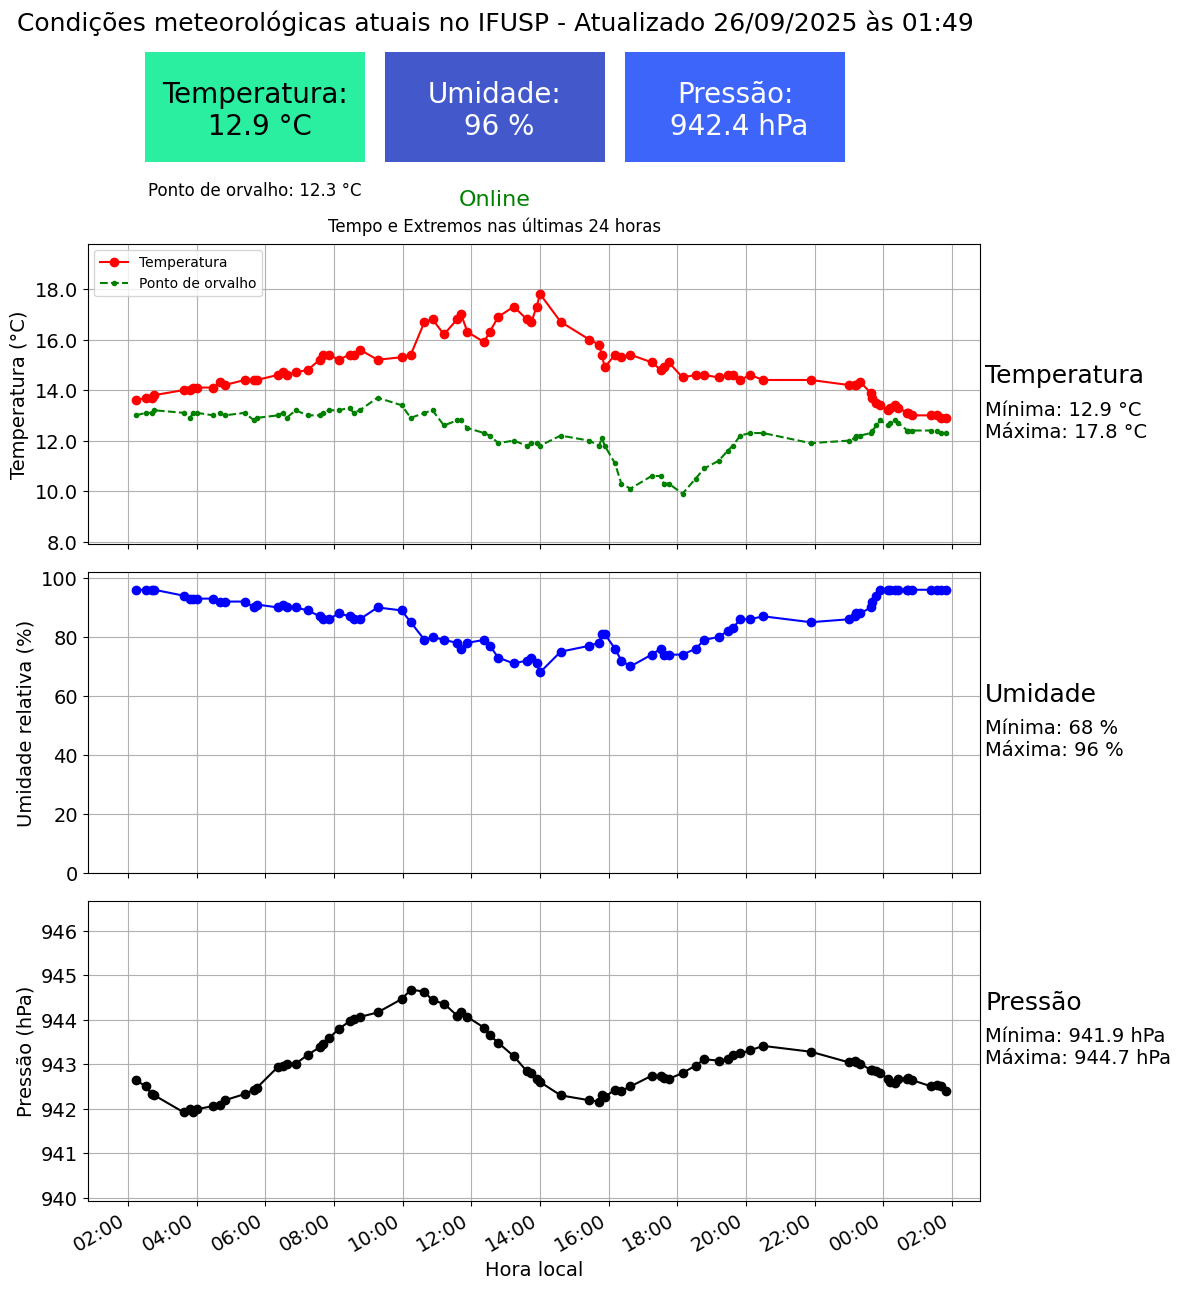 Condições meteorológicas atuais no IFUSP - Atualizado 26/09/2025 às 01:49
Temperatura:
12.9 °C
Umidade:
96 %
Pressão:
942.4 hPa
Ponto de orvalho: 12.3 °C
Online
Tempo e Extremos nas últimas 24 horas
Temperatura
Ponto de orvalho
Temperatura (°C)
18.0
16.0
14.0
12.0
10.0
8.0
Temperatura
Mínima: 12.9 °C
Máxima: 17.8 °C
Umidade relativa (%)
100
80
60
40
20
0
Umidade
Mínima: 68 %
Máxima: 96 %
Pressão (hPa)
946
945
944
943
942
941
940
Pressão
Mínima: 941.9 hPa
Máxima: 944.7 hPa
02:00
04:00
06:00
08:00
10:00
12:00
14:00
16:00
18:00
20:00
22:00
00:00
02:00
Hora local